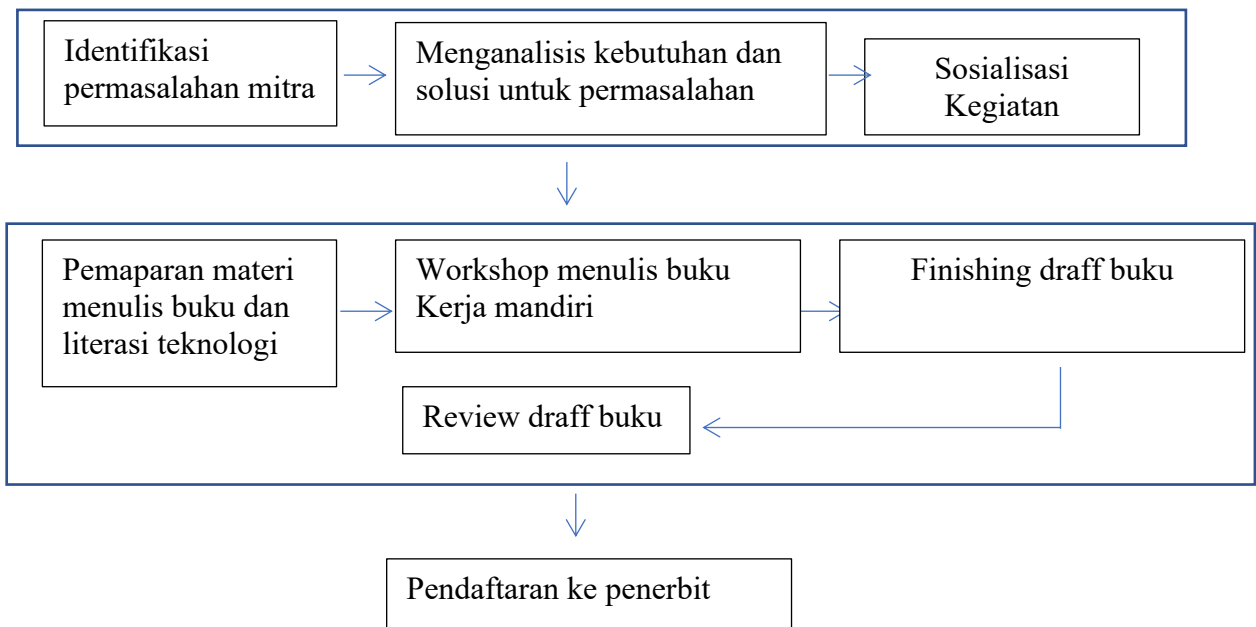 Identifikasi
permasalahan mitra
Menganalisis kebutuhan dan
solusi untuk permasalahan
Sosialisasi
Kegiatan
Pemaparan materi
menulis buku dan
literasi teknologi
Workshop menulis buku
Kerja mandiri
Finishing draff buku
Review draff buku
Pendaftaran ke penerbit